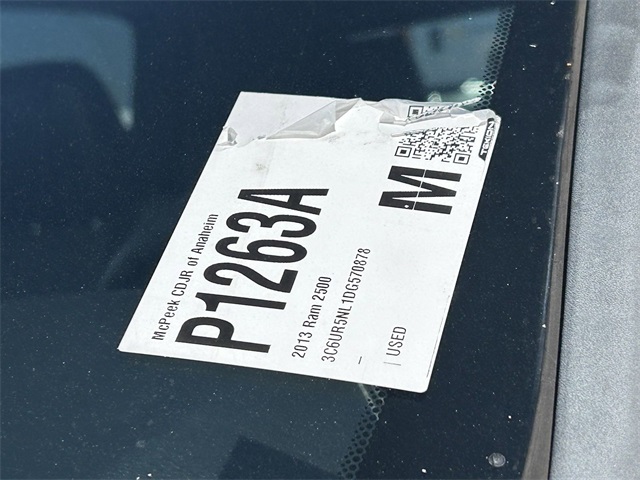 McPeek CDJR of Anaheim
P1263A
M
2013 Ram 2500
3C6UR5NL1DG570878
–
| USED